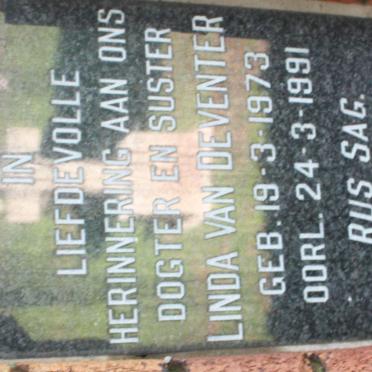 IN
LIEFDEVOLLE
HERINNERING AAN ONS
DOGTER EN SUSTER
LINDA VAN DEVENTER
GEB. 19-3-1973
OORL. 24-3-1991
RUS SAG.